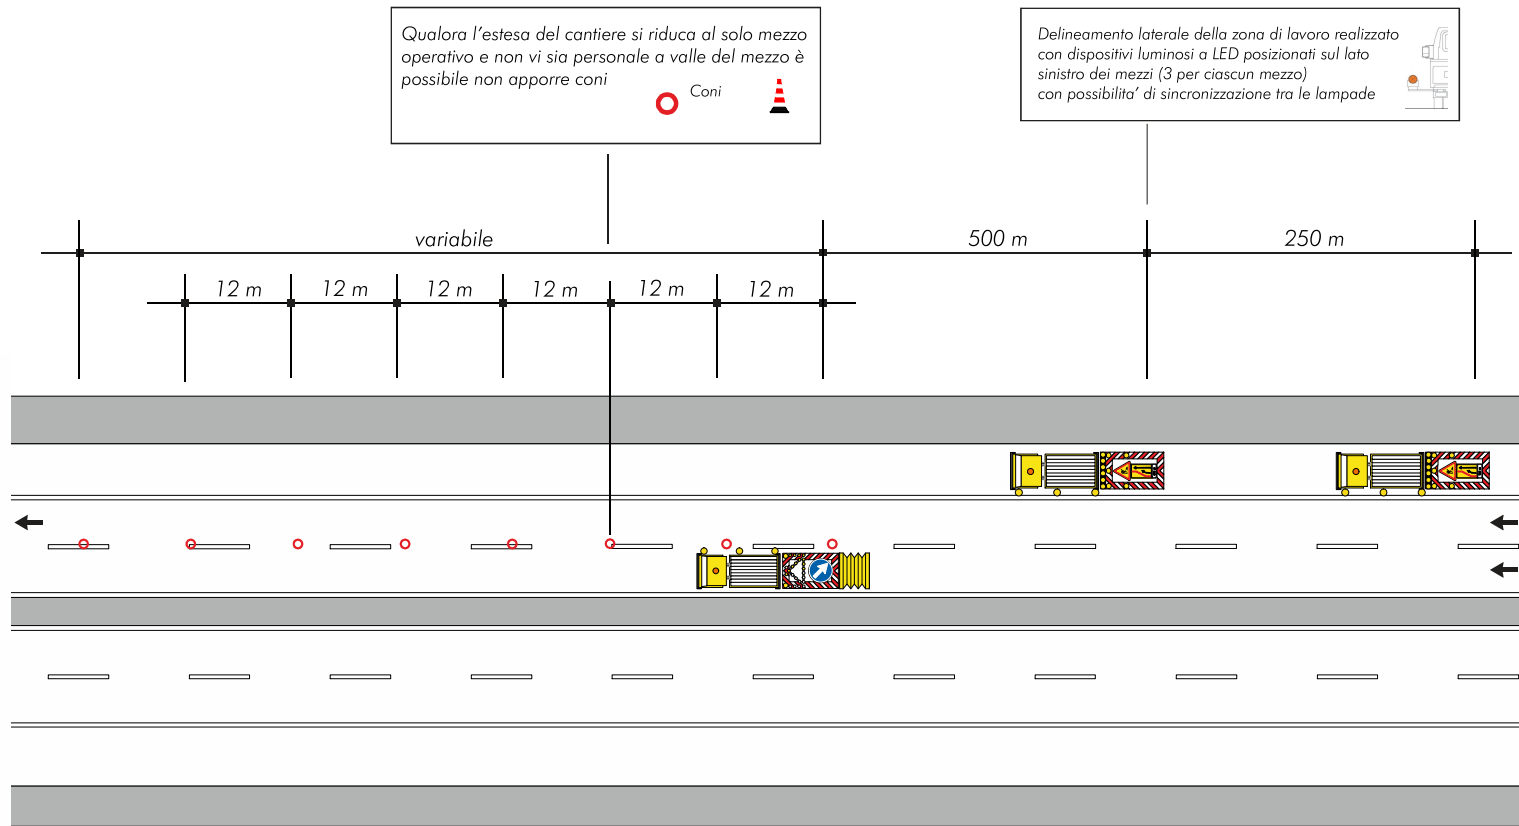 Qualora l'estesa del cantiere si riduca al solo mezzo
operativo e non vi sia personale a valle del mezzo è
possibile non apporre coni
Coni
Delineamento laterale della zona di lavoro realizzato
con dispositivi luminosi a LED posizionati sul lato
sinistro dei mezzi (3 per ciascun mezzo)
con possibilita' di sincronizzazione tra le lampade
variabile
500 m
250 m
12 m
12 m
12 m
12 m
12 m
12 m